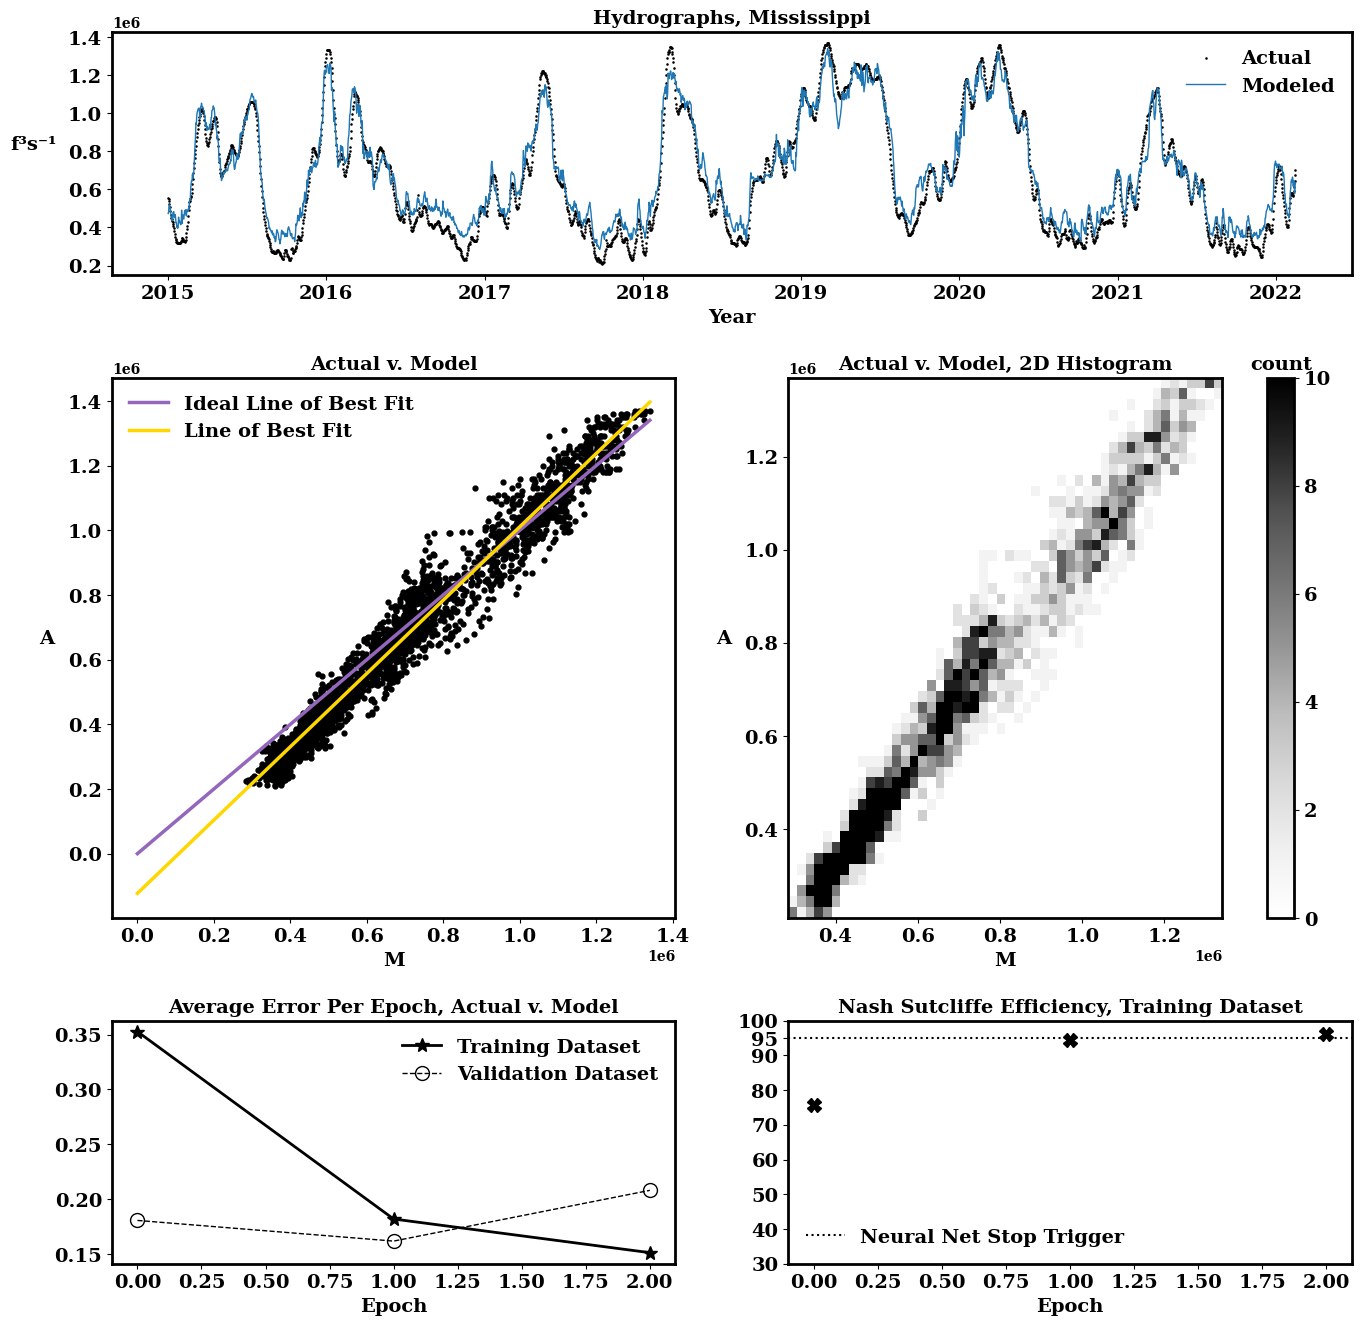 Hydrographs, Mississippi
1e6
1.4
1.2
1.0
0.8
0.6
0.4
0.2
f³s⁻¹
Actual
Modeled
2015 2016 2017 2018 2019 2020 2021 2022
Year
Actual v. Model
1e6
1.4
1.2
1.0
0.8
0.6
0.4
0.2
0.0
A
Ideal Line of Best Fit
Line of Best Fit
0.0 0.2 0.4 0.6 0.8 1.0 1.2 1.4
M
1e6
Actual v. Model, 2D Histogram
1e6
1.2
1.0
0.8
0.6
0.4
A
0.4 0.6 0.8 1.0 1.2
M
1e6
count
10
8
6
4
2
0
Average Error Per Epoch, Actual v. Model
0.35
0.30
0.25
0.20
0.15
Training Dataset
Validation Dataset
0.00 0.25 0.50 0.75 1.00 1.25 1.50 1.75 2.00
Epoch
Nash Sutcliffe Efficiency, Training Dataset
100
95
90
80
70
60
50
40
30
Neural Net Stop Trigger
0.00 0.25 0.50 0.75 1.00 1.25 1.50 1.75 2.00
Epoch